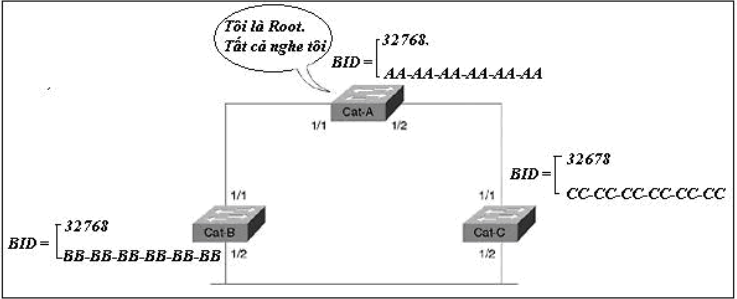 Tôi là Root.
Tất cả nghe tôi
BID =
32768.
AA-AA-AA-AA-AA-AA
Cat-A
1/1
1/2
BID =
32678
CC-CC-CC-CC-CC-CC
1/1
1/1
Cat-B
Cat-C
BID =
32768
BB-BB-BB-BB-BB-BB
1/2
1/2